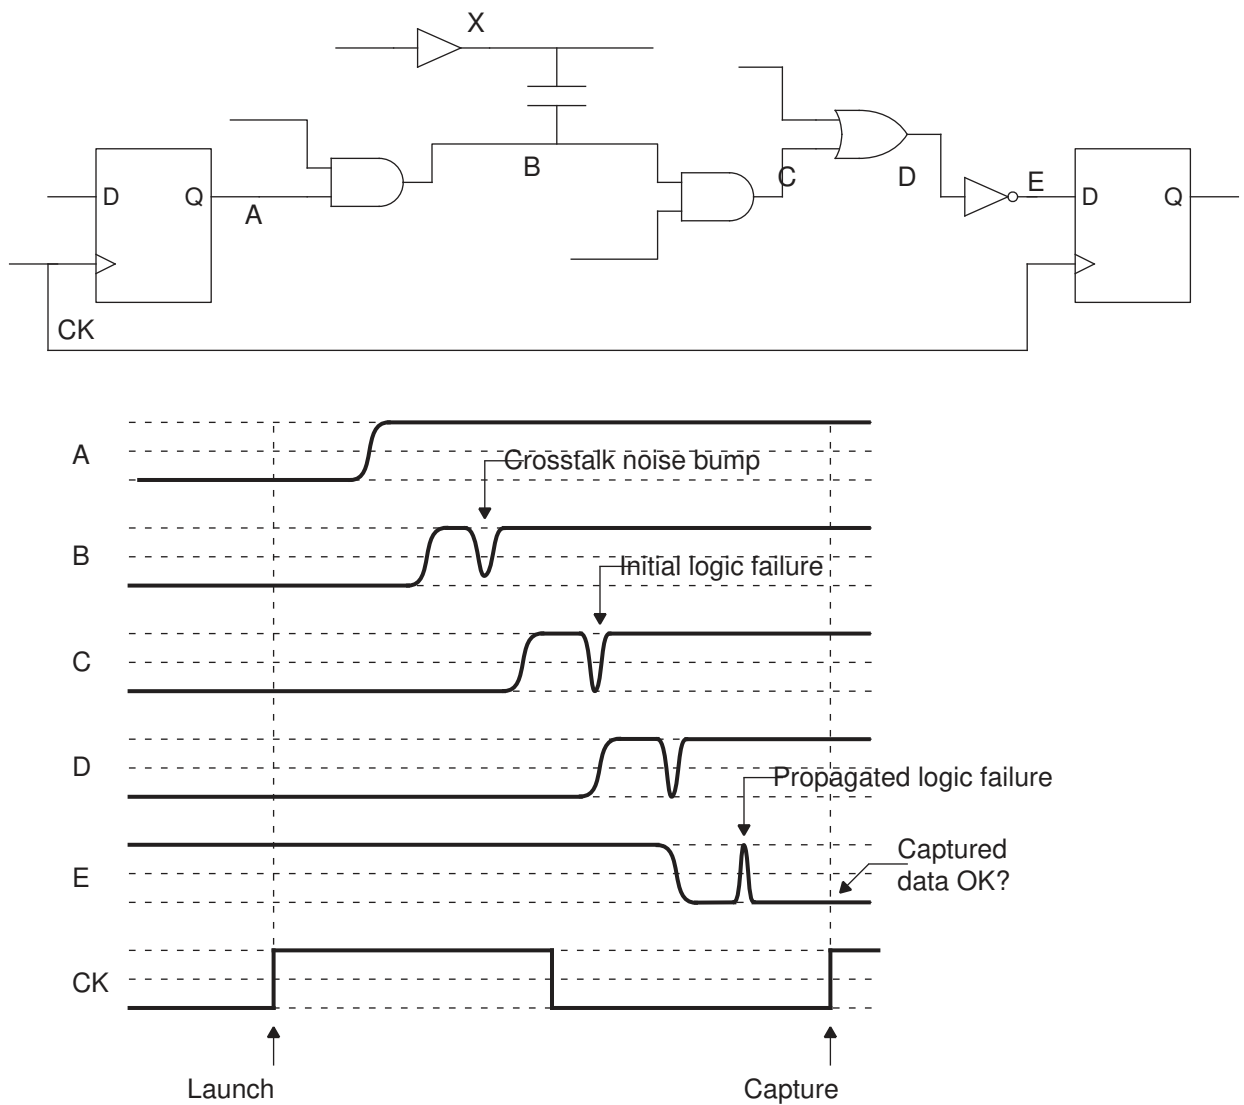 X
B
C
D
E
D
Q
A
D
Q
CK
A
Crosstalk noise bump
B
Initial logic failure
C
D
Propagated logic failure
E
Captured
data OK?
CK
Launch
Capture